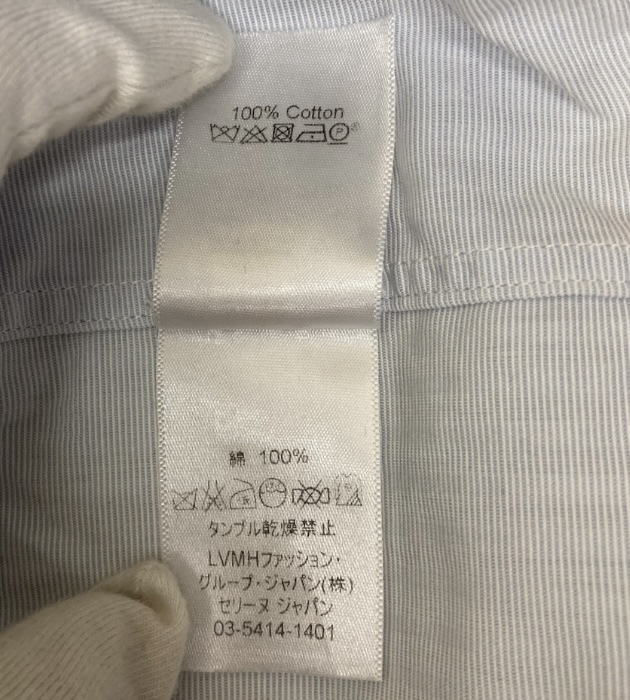 100% Cotton
綿 100%
タンブル乾燥禁止
LVMHファッション・
グループ・ジャパン(株)
セリーヌ ジャパン
03-5414-1401